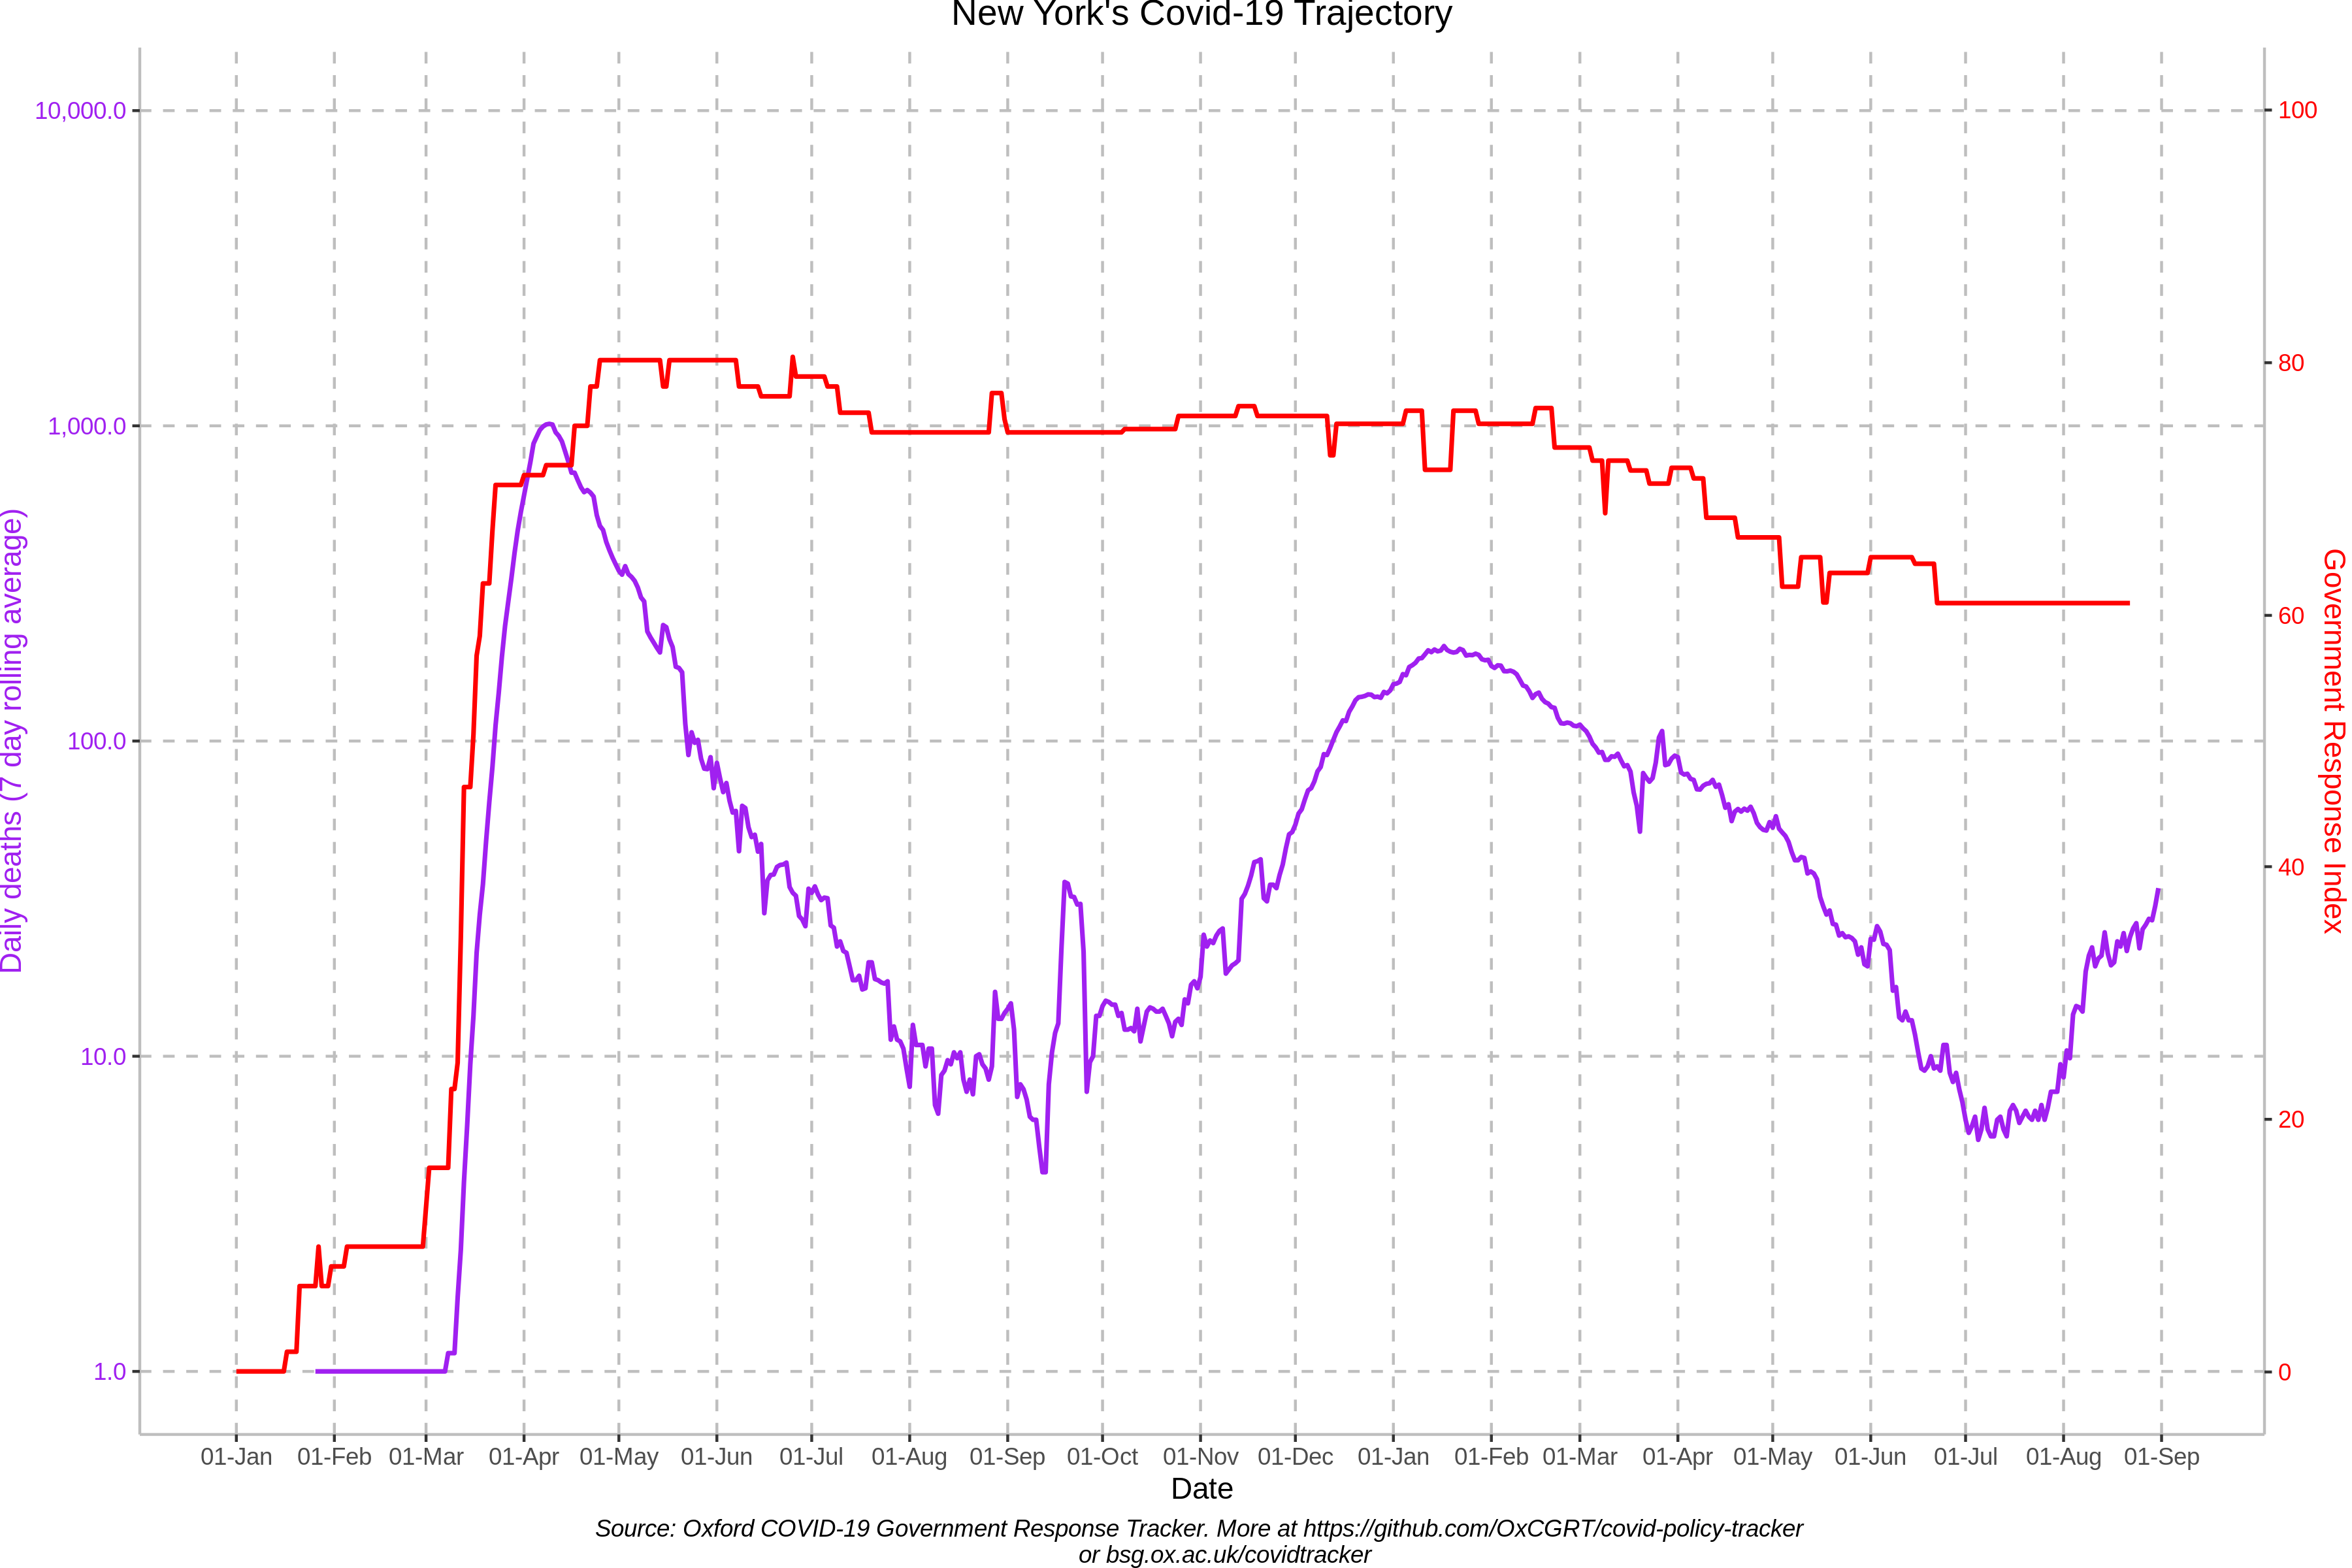 New York's Covid-19 Trajectory
10,000.0
1,000.0
100.0
10.0
1.0
Daily deaths (7 day rolling average)
100
80
60
40
20
0
Government Response Index
01-Jan 01-Feb 01-Mar 01-Apr 01-May 01-Jun 01-Jul 01-Aug 01-Sep 01-Oct 01-Nov 01-Dec 01-Jan 01-Feb 01-Mar 01-Apr 01-May 01-Jun 01-Jul 01-Aug 01-Sep
Date
Source: Oxford COVID-19 Government Response Tracker. More at https://github.com/OxCGRT/covid-policy-tracker
or bsg.ox.ac.uk/covidtracker